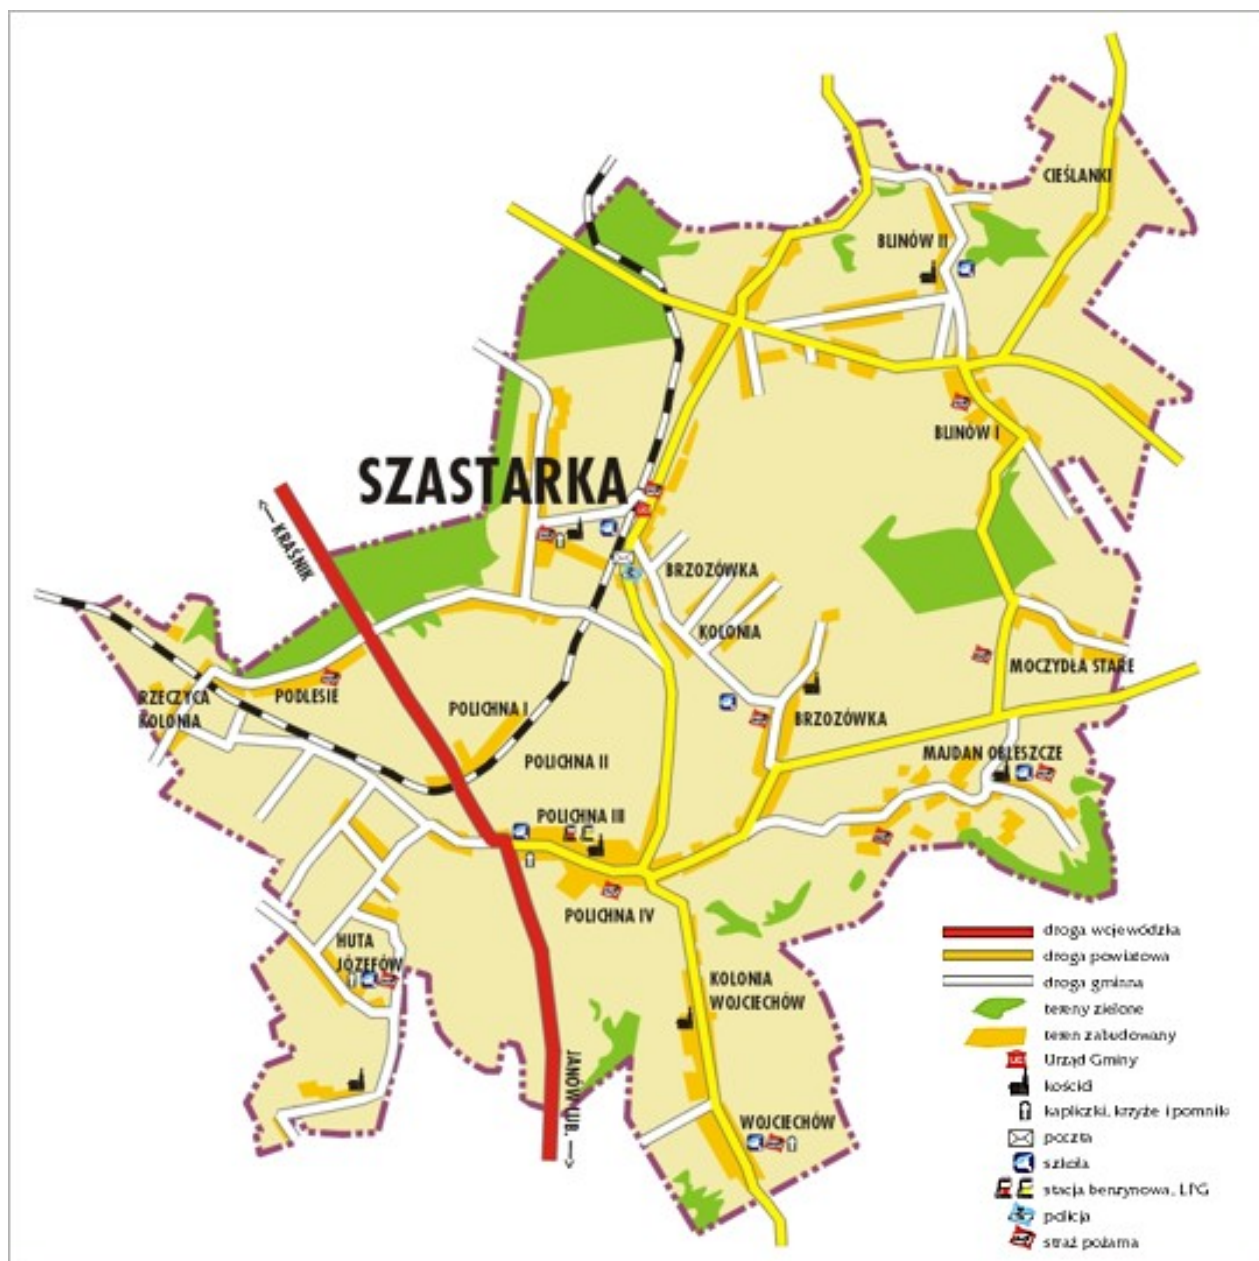 CIEŚLANKI
BLINÓW II
BLINÓW I
SZASTARKA
KRAŚNIK
BRZOZÓWKA
KOLONIA
MOCZYDŁA STARE
RZECZYCA
KOLONIA
PODLESIE
POLICHNA I
BRZOZÓWKA
POLICHNA II
MAJDAN OBLESZCZE
POLICHNA III
POLICHNA IV
HUTA
JÓZEFÓW
KOLONIA
WOJCIECHÓW
JANÓW LUB.
WOJCIECHÓW
droga wojewódzka
droga powiatowa
droga gminna
tereny zielone
teren zabudowany
Urząd Gminy
kościół
kapliczki, krzyże i pomniki
poczta
szkoła
stacja benzynowa, LPG
policja
straż pożarna